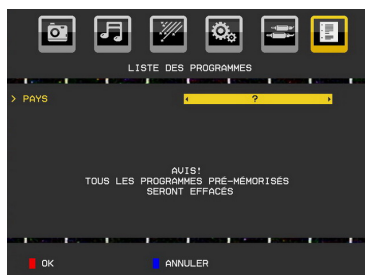 LISTE DES PROGRAMMES
> PAYS ?
AVIS!
TOUS LES PROGRAMMES PRÉ-MÉMORISÉS
SERONT EFFACÉS
OK ANNULER